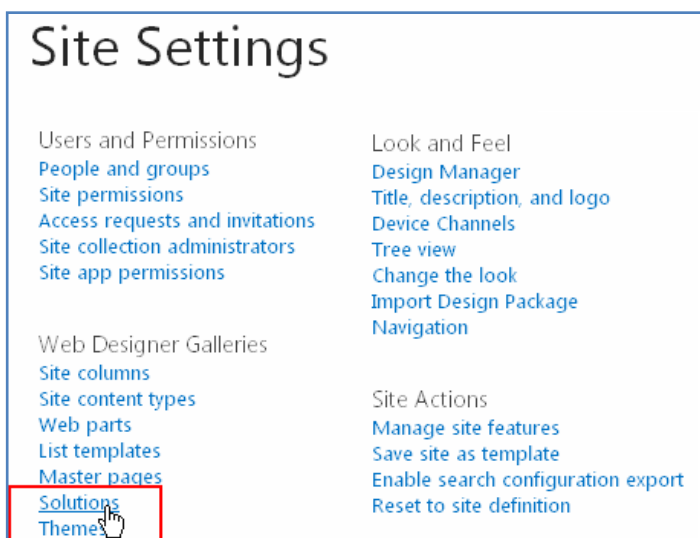 Site Settings
Users and Permissions
People and groups
Site permissions
Access requests and invitations
Site collection administrators
Site app permissions
Web Designer Galleries
Site columns
Site content types
Web parts
List templates
Master pages
Solutions
Themes
Look and Feel
Design Manager
Title, description, and logo
Device Channels
Tree view
Change the look
Import Design Package
Navigation
Site Actions
Manage site features
Save site as template
Enable search configuration export
Reset to site definition